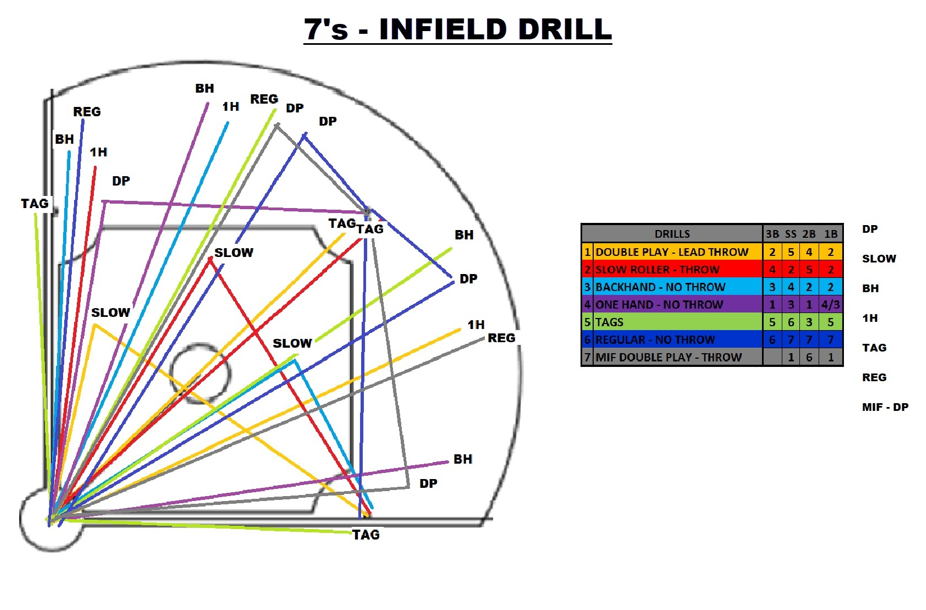 7's - INFIELD DRILL
BH
1H
REG
DP
DP
REG
BH
1H
DP
TAG
TAG
TAG
BH
SLOW
DP
SLOW
1H
REG
SLOW
BH
DP
TAG
DRILLS 3B SS 2B 1B
1 DOUBLE PLAY - LEAD THROW 2 5 4 2
2 SLOW ROLLER - THROW 4 2 5 2
3 BACKHAND - NO THROW 3 4 2 2
4 ONE HAND - NO THROW 1 3 1 4/3
5 TAGS 5 6 3 5
6 REGULAR - NO THROW 6 7 7 7
7 MIF DOUBLE PLAY - THROW 1 6 1
DP
SLOW
BH
1H
TAG
REG
MIF - DP